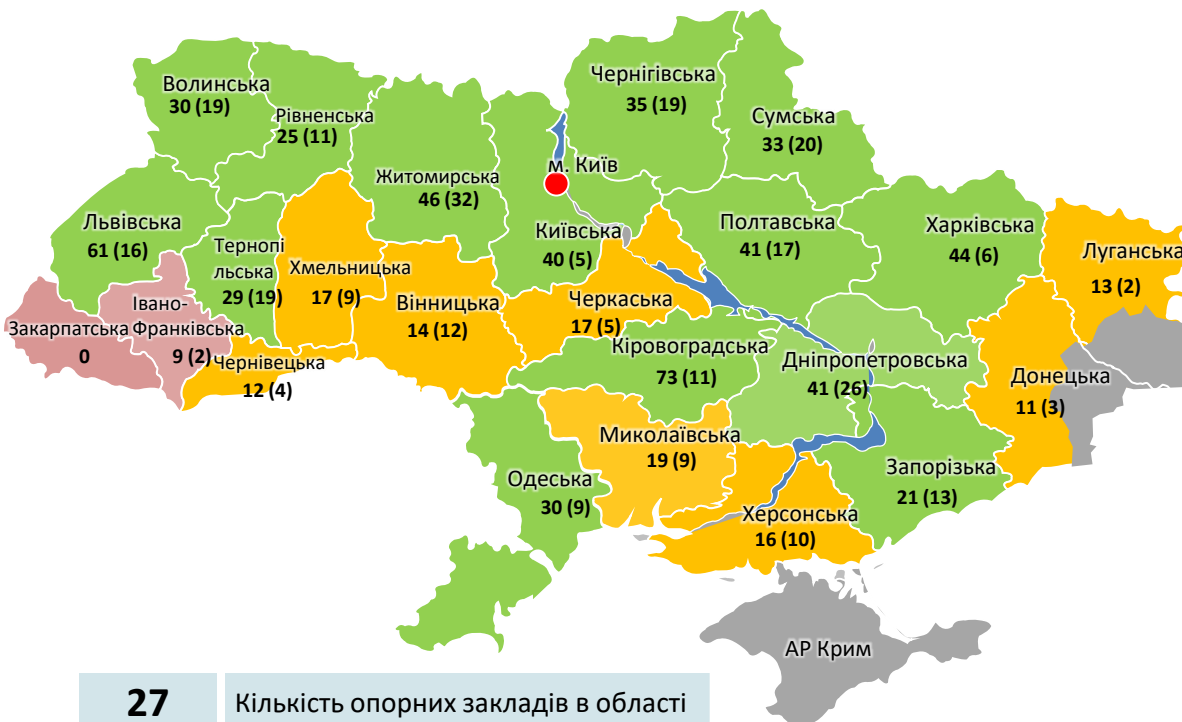 Волинська
30 (19)
Рівненська
25 (11)
Чернігівська
35 (19)
Сумська
33 (20)
Житомирська
46 (32)
м. Київ
Київська
40 (5)
Львівська
61 (16)
Тернопі
льська
29 (19)
Хмельницька
17 (9)
Вінницька
14 (12)
Черкаська
17 (5)
Полтавська
41 (17)
Харківська
44 (6)
Луганська
13 (2)
Закарпатська
0
Івано-
Франківська
9 (2)
Чернівецька
12 (4)
Кіровоградська
73 (11)
Дніпропетровська
41 (26)
Донецька
11 (3)
Миколаївська
19 (9)
Одеська
30 (9)
Запорізька
21 (13)
Херсонська
16 (10)
АР Крим
27 Кількість опорних закладів в області